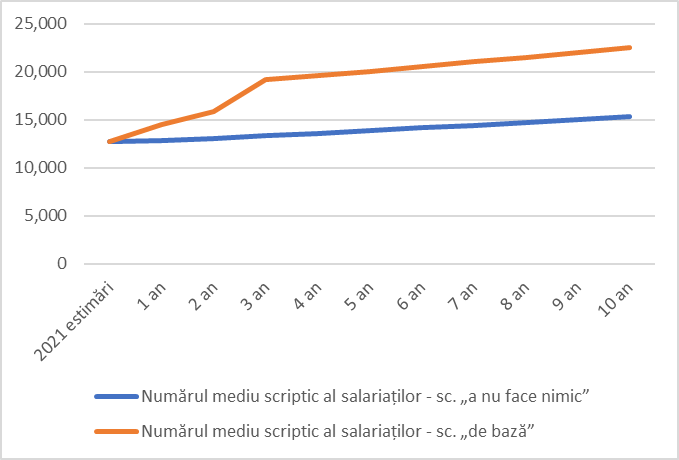 25,000
20,000
15,000
10,000
5,000
0
2021 estimări
1 an
2 an
3 an
4 an
5 an
6 an
7 an
8 an
9 an
10 an
Numărul mediu scriptic al salariaților - sc. „a nu face nimic”
Numărul mediu scriptic al salariaților - sc. „de bază”